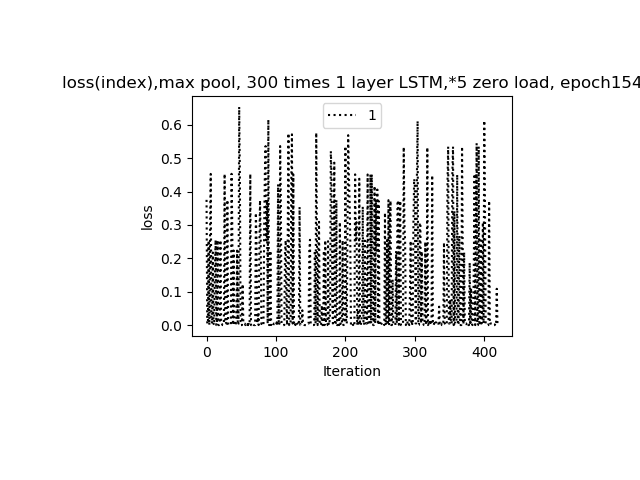 loss(index),max pool, 300 times 1 layer LSTM,*5 zero load, epoch154
1
loss
0.6
0.5
0.4
0.3
0.2
0.1
0.0
0 100 200 300 400
Iteration